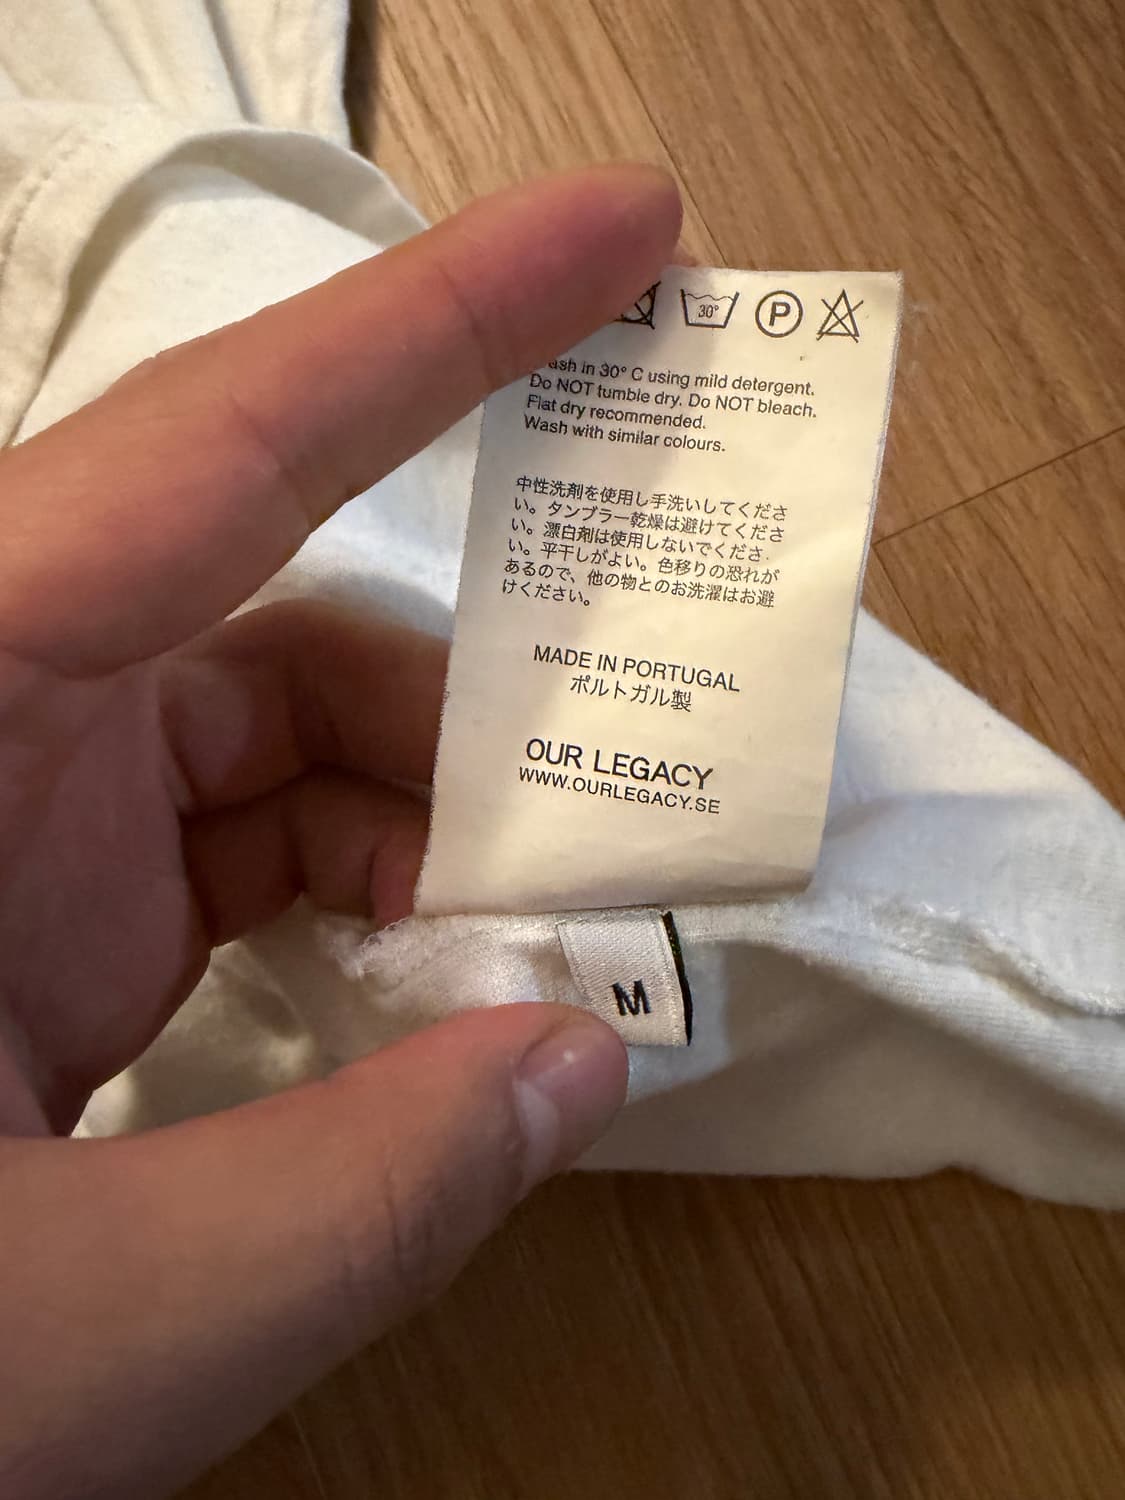 30°
P
in 30° C using mild detergent.
Do NOT tumble dry. Do NOT bleach.
Flat dry recommended.
Wash with similar colours.
中性洗剤を使用し手洗いしてくださ
い。タンブラー乾燥は避けてくださ
い。漂白剤は使用しないでくださ
い。平干しがよい。色移りの恐れが
あるので、他の物とのお洗濯はお避
けください。
MADE IN PORTUGAL
ポルトガル製
OUR LEGACY
WWW.OURLEGACY.SE
M